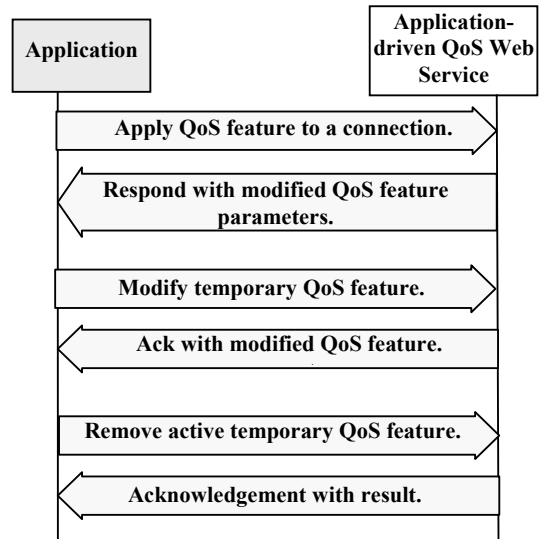 Application
Application-
driven QoS Web
Service
Apply QoS feature to a connection.
Respond with modified QoS feature
parameters.
Modify temporary QoS feature.
Ack with modified QoS feature.
Remove active temporary QoS feature.
Acknowledgement with result.